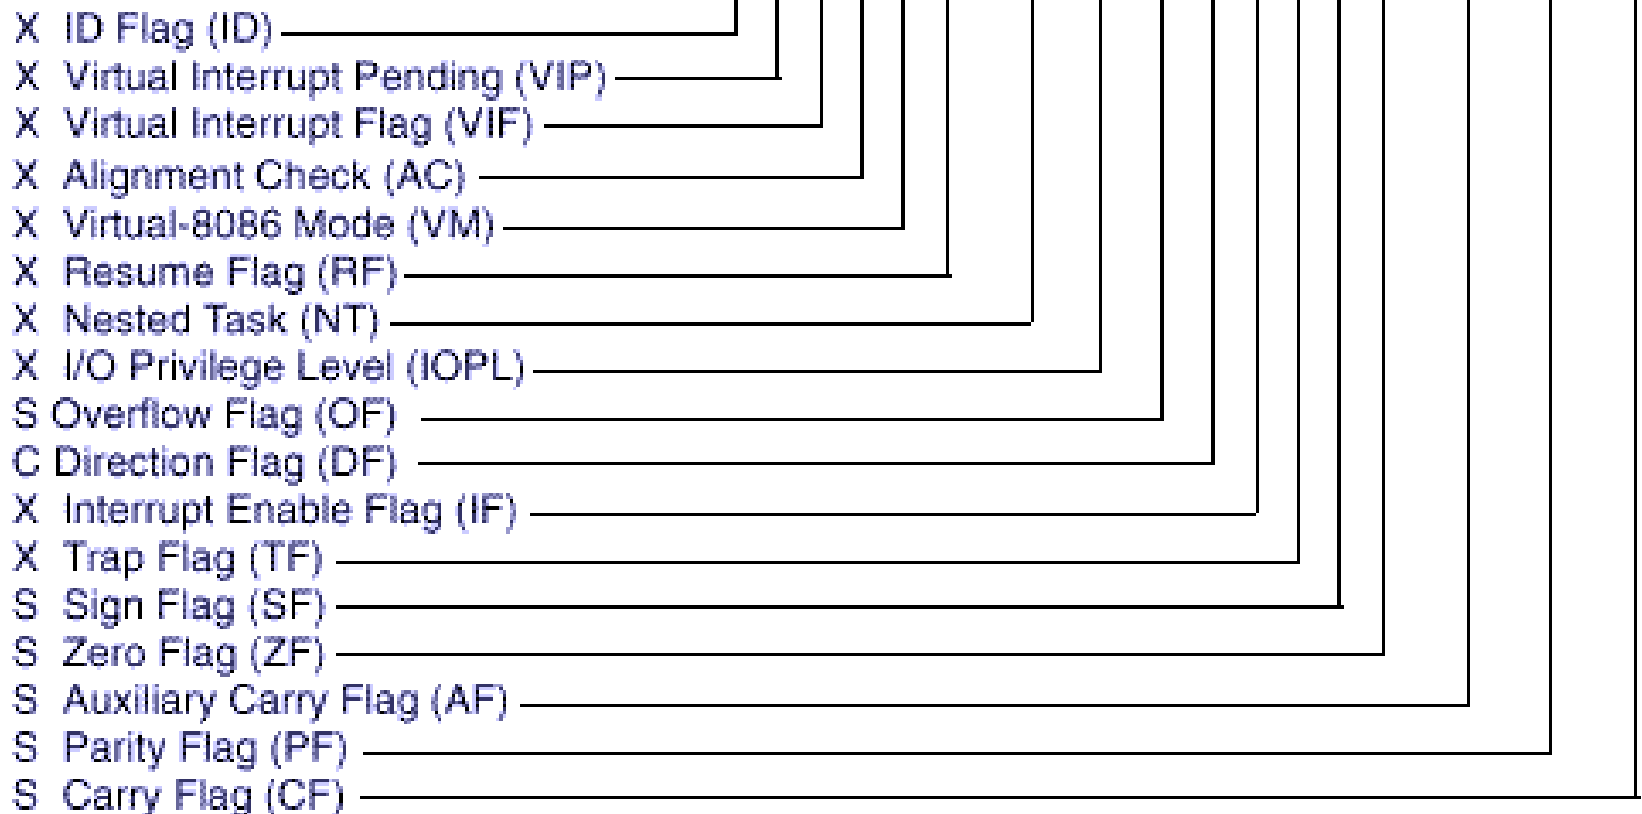 X ID Flag (ID)
X Virtual Interrupt Pending (VIP)
X Virtual Interrupt Flag (VIF)
X Alignment Check (AC)
X Virtual-8086 Mode (VM)
X Resume Flag (RF)
X Nested Task (NT)
X I/O Privilege Level (IOPL)
S Overflow Flag (OF)
C Direction Flag (DF)
X Interrupt Enable Flag (IF)
X Trap Flag (TF)
S Sign Flag (SF)
S Zero Flag (ZF)
S Auxiliary Carry Flag (AF)
S Parity Flag (PF)
S Carry Flag (CF)